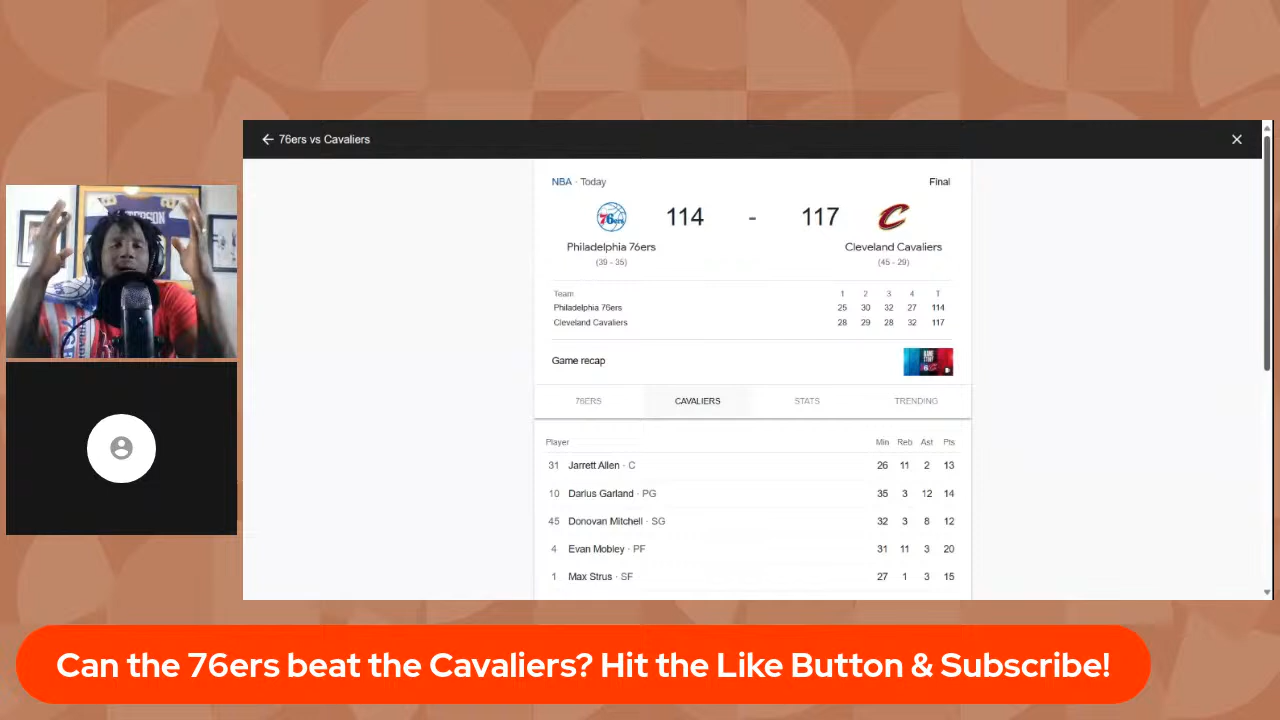 76ers vs Cavaliers
NBA · Today
Final
76ers
114 - 117
C
Philadelphia 76ers
Cleveland Cavaliers
(39 - 35)
(45 - 29)
Team 1 2 3 4 T
Philadelphia 76ers 25 30 32 27 114
Cleveland Cavaliers 28 29 28 32 117
Game recap
76ERS CAVALIERS STATS TRENDING
Player Min Reb Ast Pts
31 Jarrett Allen · C 26 11 2 13
10 Darius Garland · PG 35 3 12 14
45 Donovan Mitchell · SG 32 3 8 12
4 Evan Mobley · PF 31 11 3 20
1 Max Strus · SF 27 1 3 15
Can the 76ers beat the Cavaliers? Hit the Like Button & Subscribe!